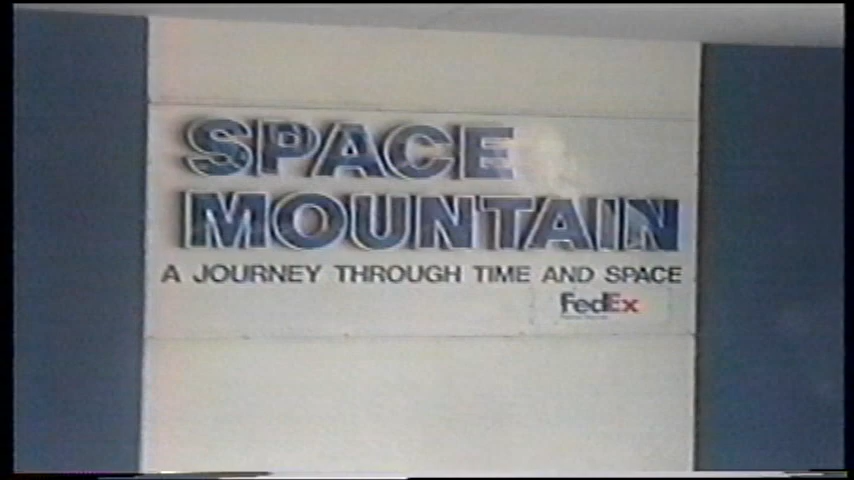 SPACE
MOUNTAIN
A JOURNEY THROUGH TIME AND SPACE
FedEx